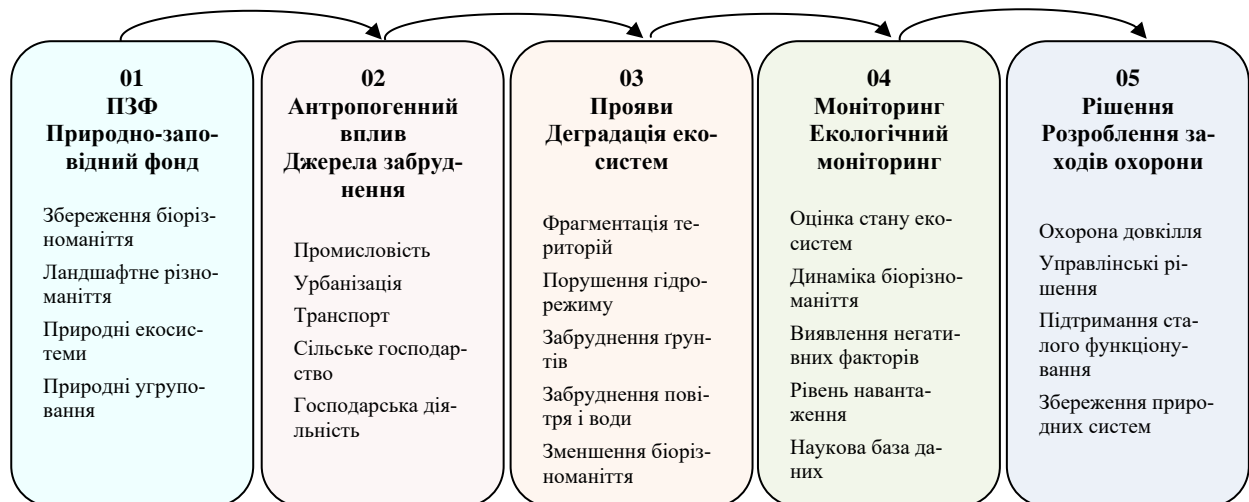 01
ПЗФ
Природно-запо-
відний фонд
Збереження біоріз-
номаніття
Ландшафтне різно-
маніття
Природні екосис-
теми
Природні угрупо-
вання
02
Антропогенний
вплив
Джерела забруд-
нення
Промисловість
Урбанізація
Транспорт
Сільське господар-
ство
Господарська дія-
льність
03
Прояви
Деградація еко-
систем
Фрагментація те-
риторій
Порушення гідро-
режиму
Забруднення ґрун-
тів
Забруднення пові-
тря і води
Зменшення біоріз-
номаніття
04
Моніторинг
Екологічний
моніторинг
Оцінка стану еко-
систем
Динаміка біорізно-
маніття
Виявлення негати-
вних факторів
Рівень наванта-
ження
Наукова база да-
них
05
Рішення
Розроблення за-
ходів охорони
Охорона довкілля
Управлінські рі-
шення
Підтримання ста-
лого функціону-
вання
Збереження приро-
дних систем